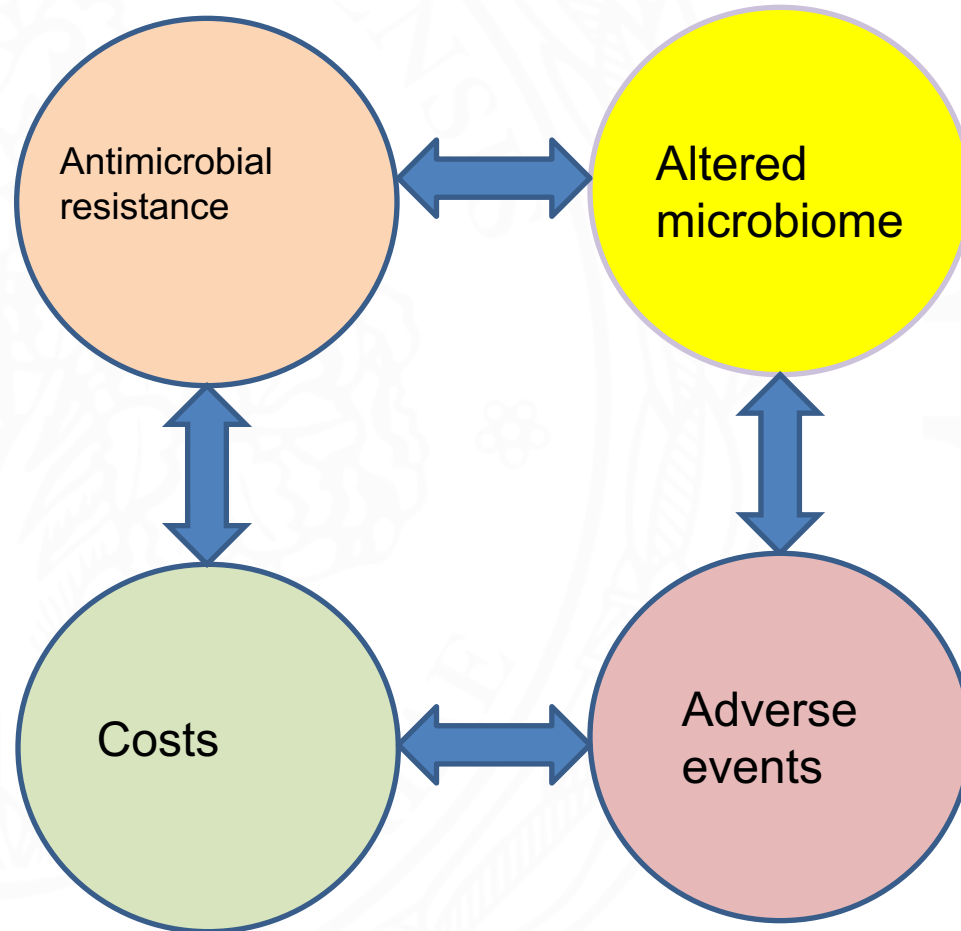 Antimicrobial
resistance
Altered
microbiome
Costs
Adverse
events